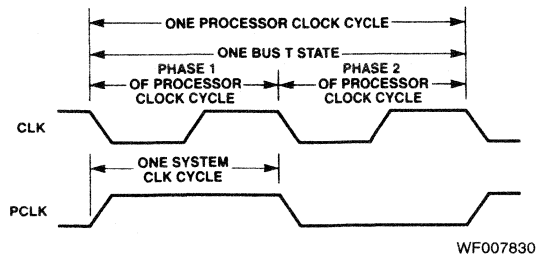 ONE PROCESSOR CLOCK CYCLE
ONE BUS T STATE
PHASE 1
OF PROCESSOR
CLOCK CYCLE
PHASE 2
OF PROCESSOR
CLOCK CYCLE
CLK
ONE SYSTEM
CLK CYCLE
PCLK
WF007830